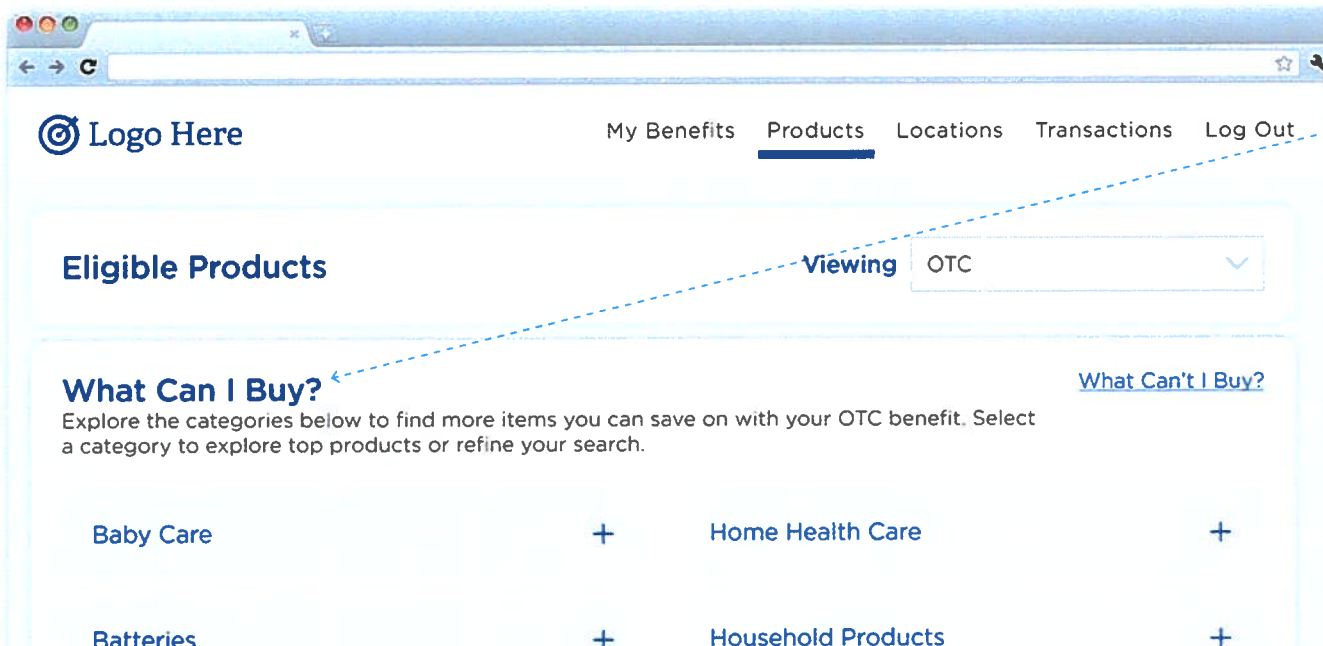 Logo Here
My Benefits Products Locations Transactions Log Out
Eligible Products
Viewing OTC
What Can I Buy?
What Can't I Buy?
Explore the categories below to find more items you can save on with your OTC benefit. Select
a category to explore top products or refine your search.
Baby Care
Home Health Care
Batteries
Household Products